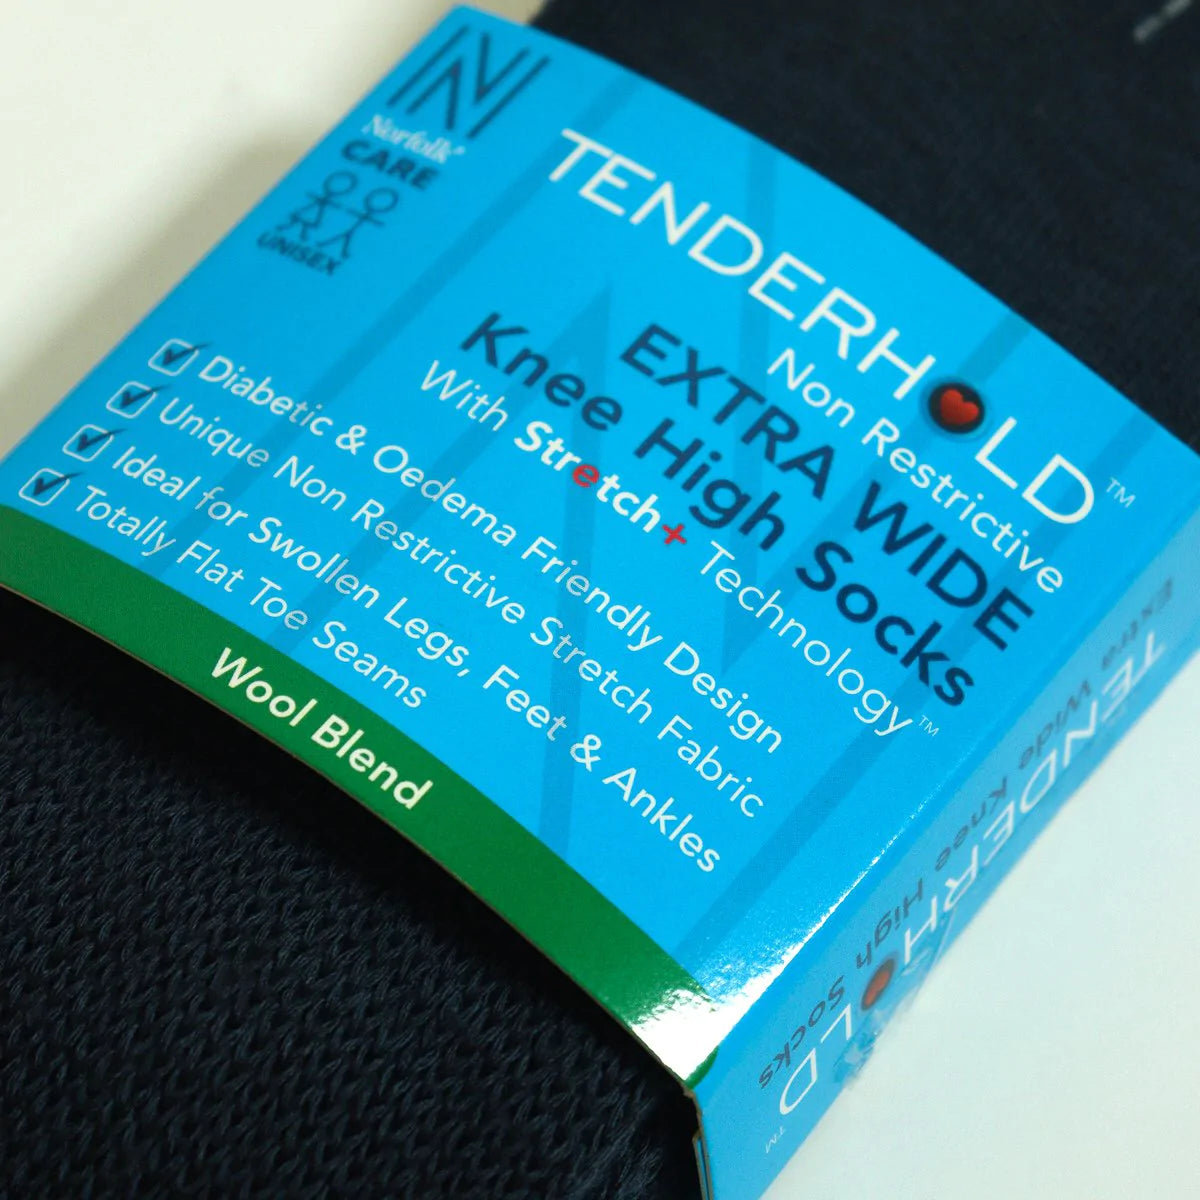 Norfolk®
CARE
UNISEX
TENDERHOLD™
Non Restrictive
EXTRA WIDE
Knee High Socks
With Stretch+ Technology™
Diabetic & Oedema Friendly Design
Unique Non Restrictive Stretch Fabric
Ideal for Swollen Legs, Feet & Ankles
Totally Flat Toe Seams
Wool Blend
TENDERHOLD™
Extra Wide Knee High Socks